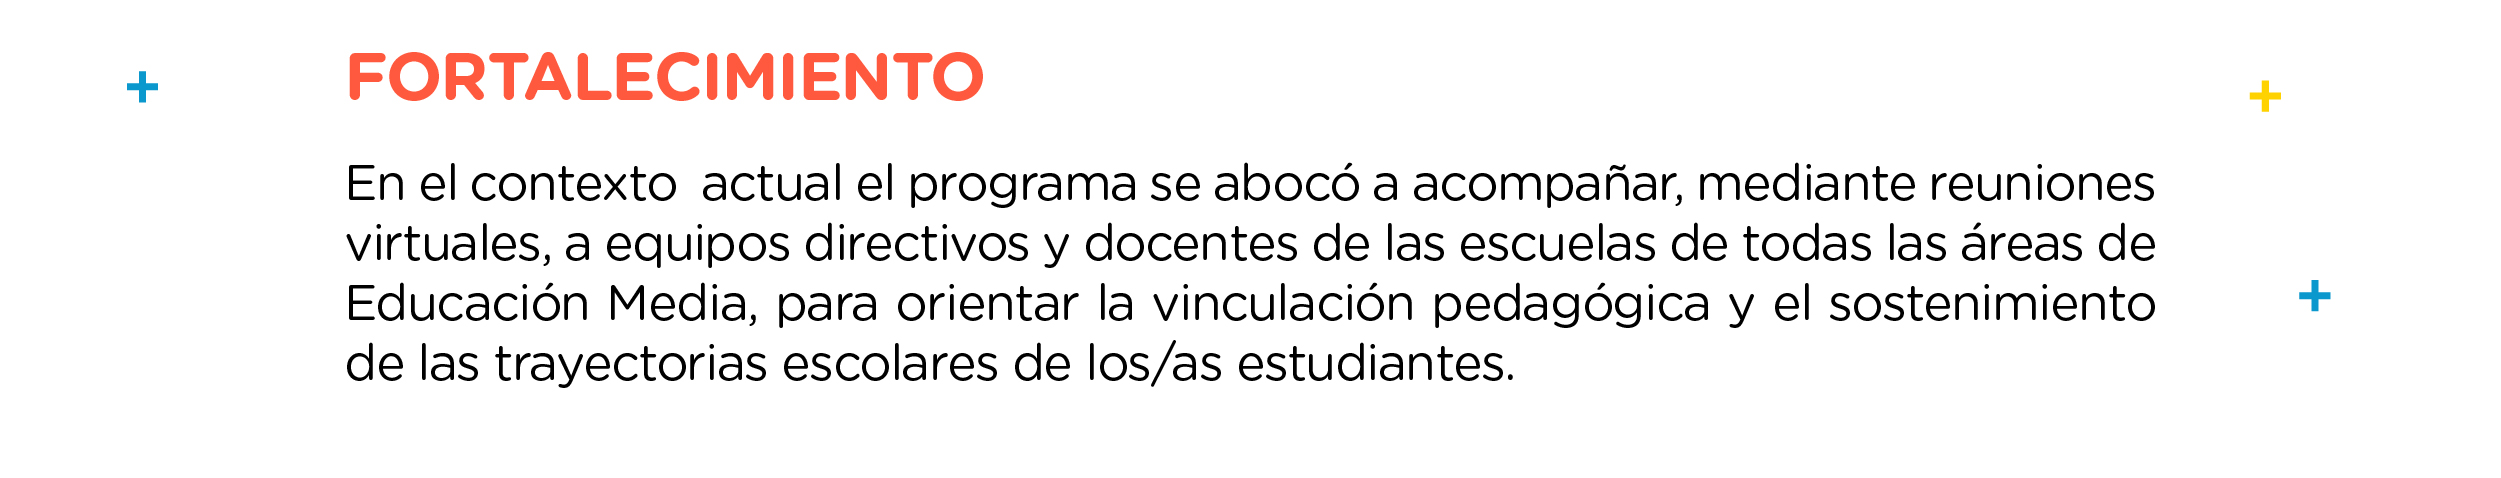 FORTALECIMIENTO
En el contexto actual el programa se abocó a acompañar, mediante reuniones
virtuales, a equipos directivos y docentes de las escuelas de todas las áreas de
Educación Media para orientar la vinculación pedagógica y el sostenimiento
de las trayectorias escolares de los/as estudiantes.